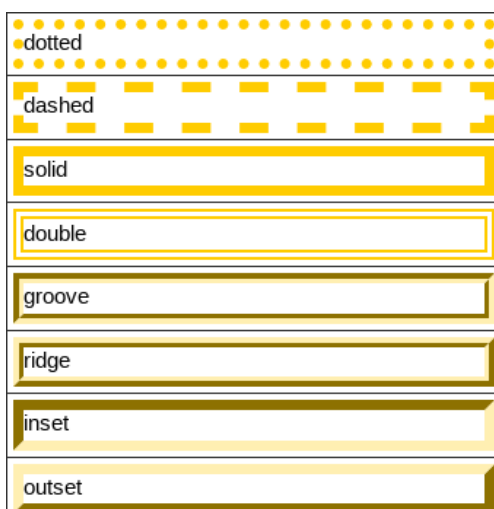 dotted
dashed
solid
double
groove
ridge
inset
outset